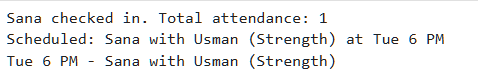 Sana checked in. Total attendance: 1
Scheduled: Sana with Usman (Strength) at Tue 6 PM
Tue 6 PM - Sana with Usman (Strength)